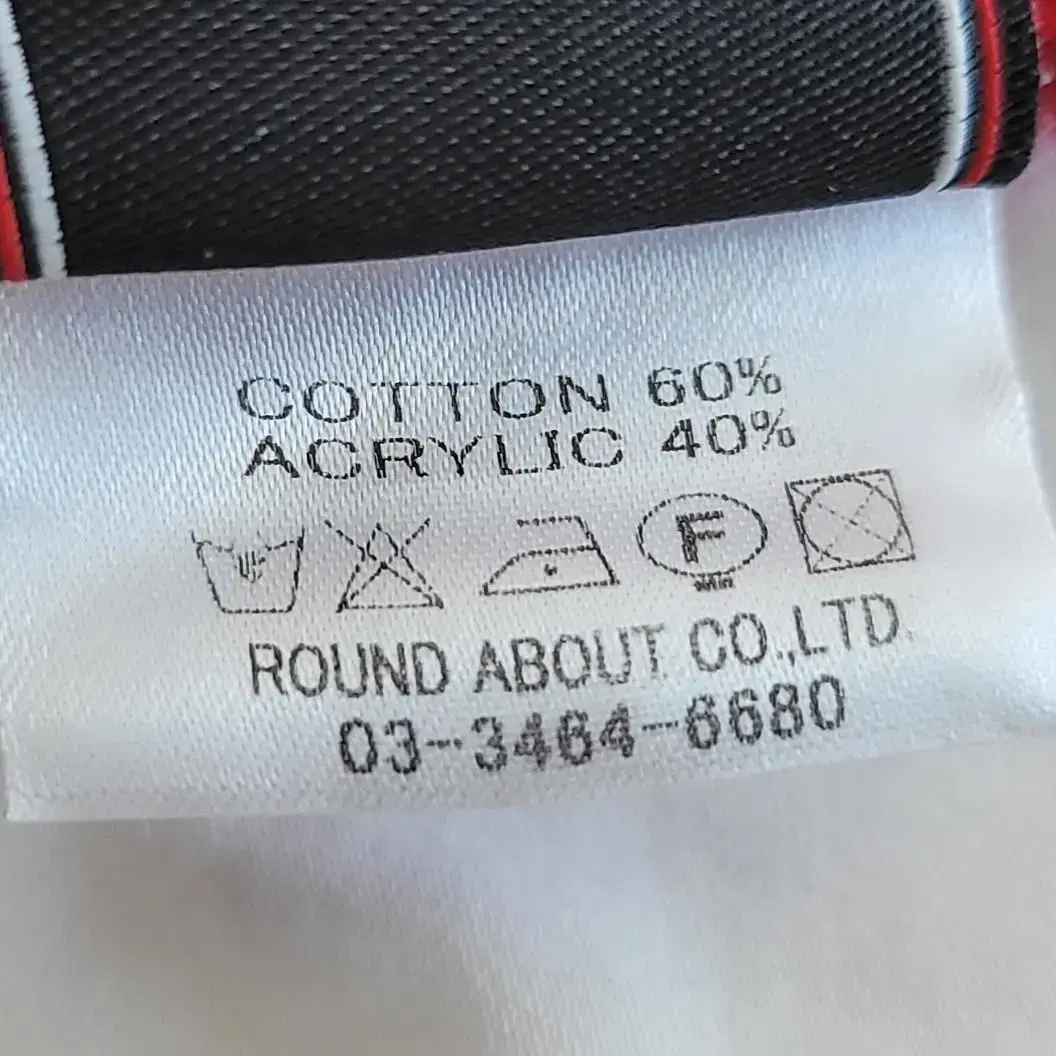 COTTON 60%
ACRYLIC 40%
F
ROUND ABOUT CO.,LTD.
03-3464-6680